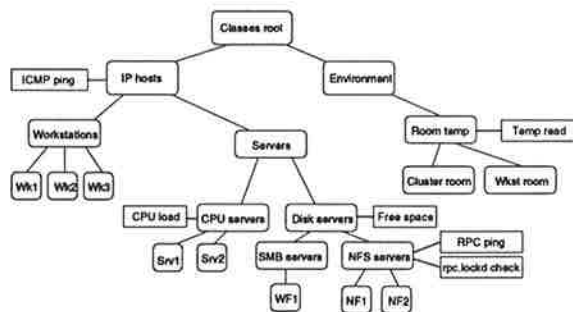 Classes root
ICMP ping
IP hosts
Environment
Workstations
Servers
Room temp
Temp read
Wk1
Wk2
Wk3
Cluster room
Wkst room
CPU load
CPU servers
Disk servers
Free space
Srv1
Srv2
SMB servers
NFS servers
RPC ping
rpc.lockd check
WF1
NF1
NF2